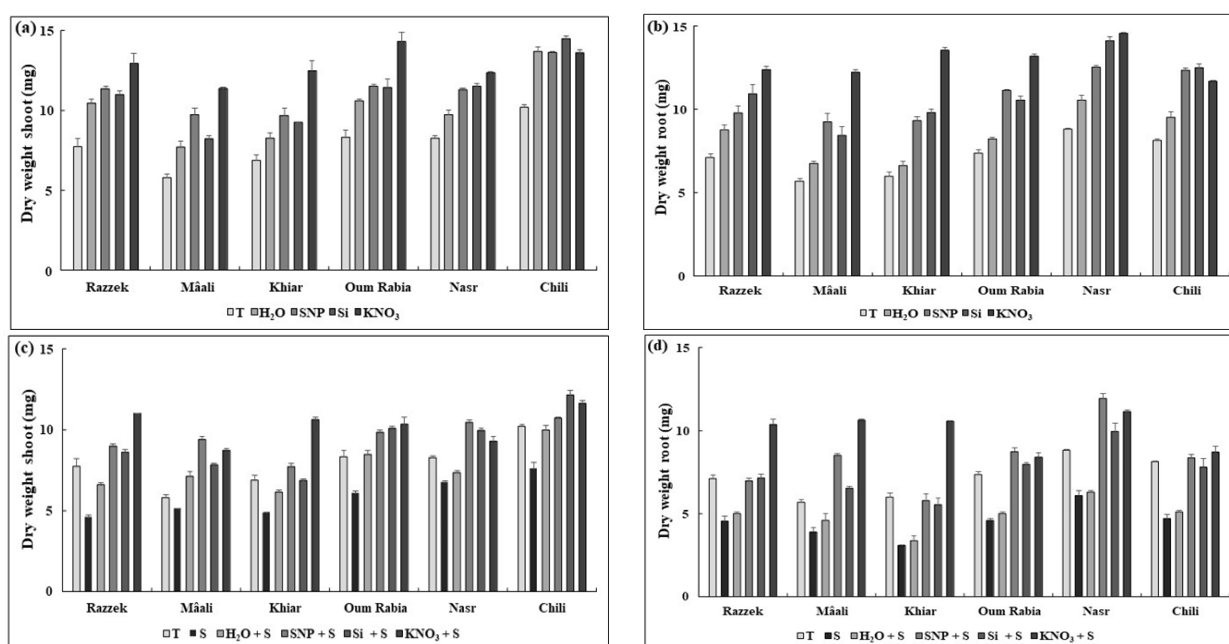 (a)
Dry weight shoot (mg)
15
10
5
0
Razzek Mâali Khiar Oum Rabia Nasr Chili
T H₂O SNP Si KNO₃
(b)
Dry weight root (mg)
15
10
5
0
Razzek Mâali Khiar Oum Rabia Nasr Chili
T H₂O SNP Si KNO₃
(c)
Dry weight shoot (mg)
15
10
5
0
Razzek Mâali Khiar Oum Rabia Nasr Chili
T S H₂O + S SNP + S Si + S KNO₃ + S
(d)
Dry weight root (mg)
15
10
5
0
Razzek Mâali Khiar Oum Rabia Nasr Chili
T S H₂O + S SNP + S Si + S KNO₃ + S